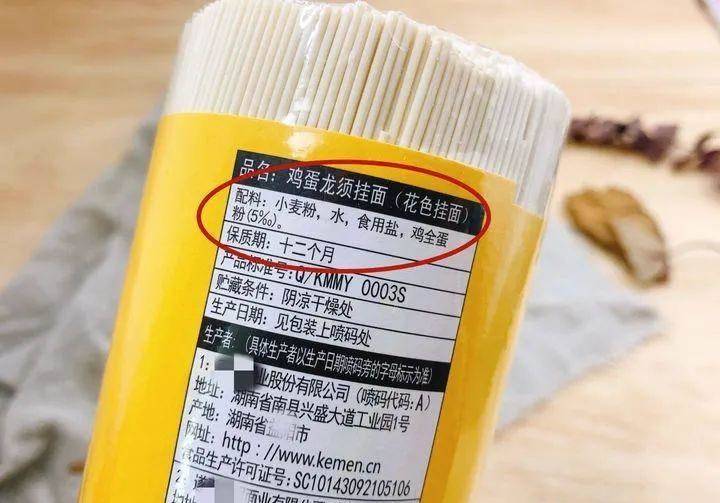 品名：鸡蛋龙须挂面（花色挂面）
配料：小麦粉，水，食用盐，鸡全蛋
粉(5‰)。
保质期：十二个月
产品标准号：Q/KMMY 0003S
贮藏条件：阴凉干燥处
生产日期：见包装上喷码处
生产者：（具体生产者以生产日期喷码旁的字母标示为准）
1：业股份有限公司（喷码代号：A）
地址：湖南省南县兴盛大道工业园1号
产地：湖南省益阳市
网址：http://www.kemen.cn
食品生产许可证号：SC10143092105106
商业有限公司（喷码代号：